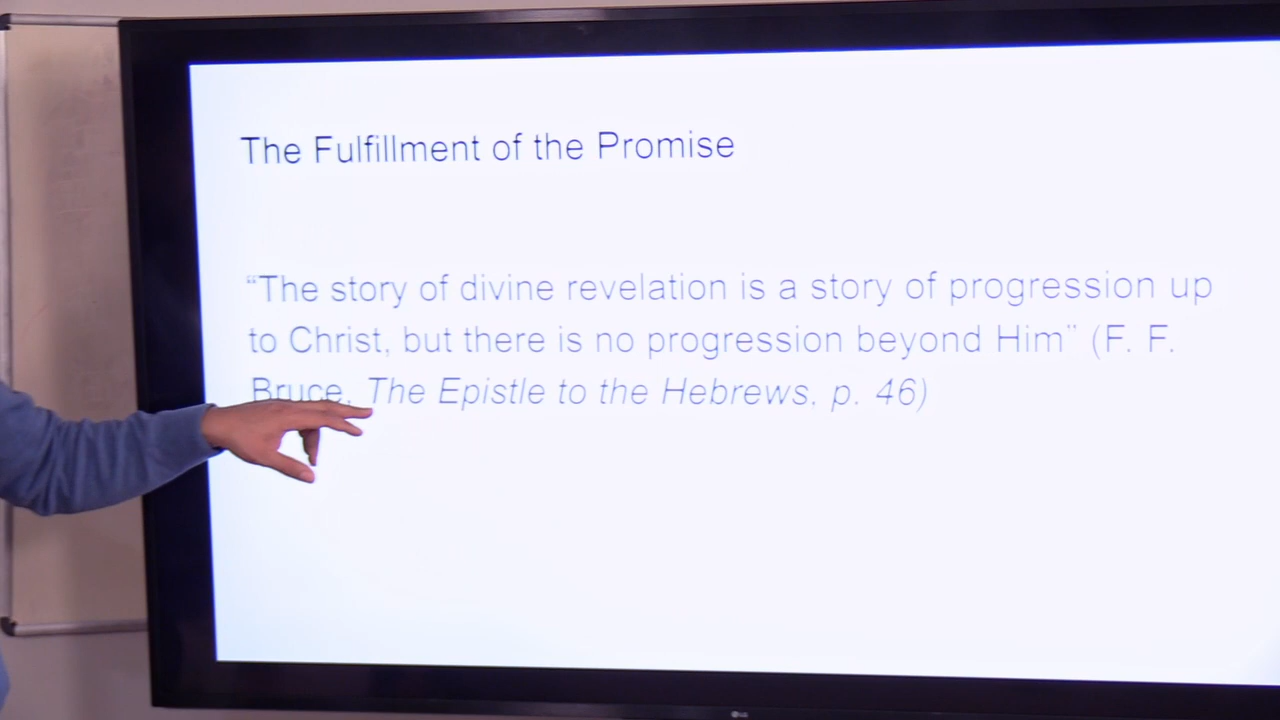 The Fulfillment of the Promise
“The story of divine revelation is a story of progression up
to Christ, but there is no progression beyond Him” (F. F.
Bruce, The Epistle to the Hebrews, p. 46)
LG